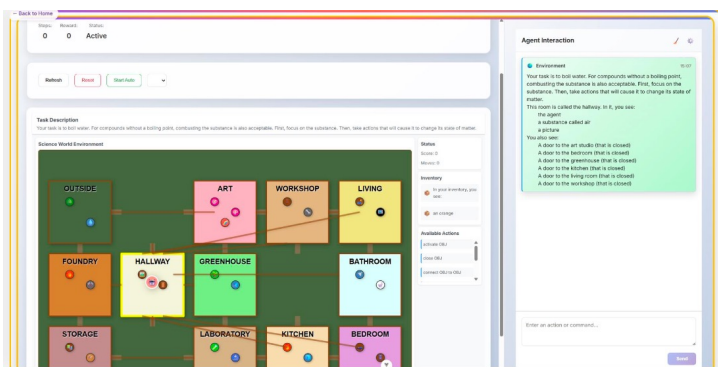 ← Back to Home
Steps: Reward: Status:
0 0 Active
Refresh Reset Start Auto
Task Description
Your task is to boil water. For compounds without a boiling point, combusting the substance is also acceptable. First, focus on the substance. Then, take actions that will cause it to change its state of matter.
Science World Environment
OUTSIDE
ART
WORKSHOP
LIVING
FOUNDRY
HALLWAY
GREENHOUSE
BATHROOM
STORAGE
LABORATORY
KITCHEN
BEDROOM
Status
Score: 0
Moves: 0
Inventory
In your inventory, you
see:
an orange
Available Actions
activate OBJ
close OBJ
connect OBJ to OBJ
Agent Interaction
Environment
Your task is to boil water. For compounds without a boiling point,
combusting the substance is also acceptable. First, focus on the
substance. Then, take actions that will cause it to change its state of
matter.
This room is called the hallway. In it, you see:
the agent
a substance called air
a picture
You also see:
A door to the art studio (that is closed)
A door to the bedroom (that is closed)
A door to the greenhouse (that is closed)
A door to the kitchen (that is closed)
A door to the living room (that is closed)
A door to the workshop (that is closed)
Enter an action or command...
Send